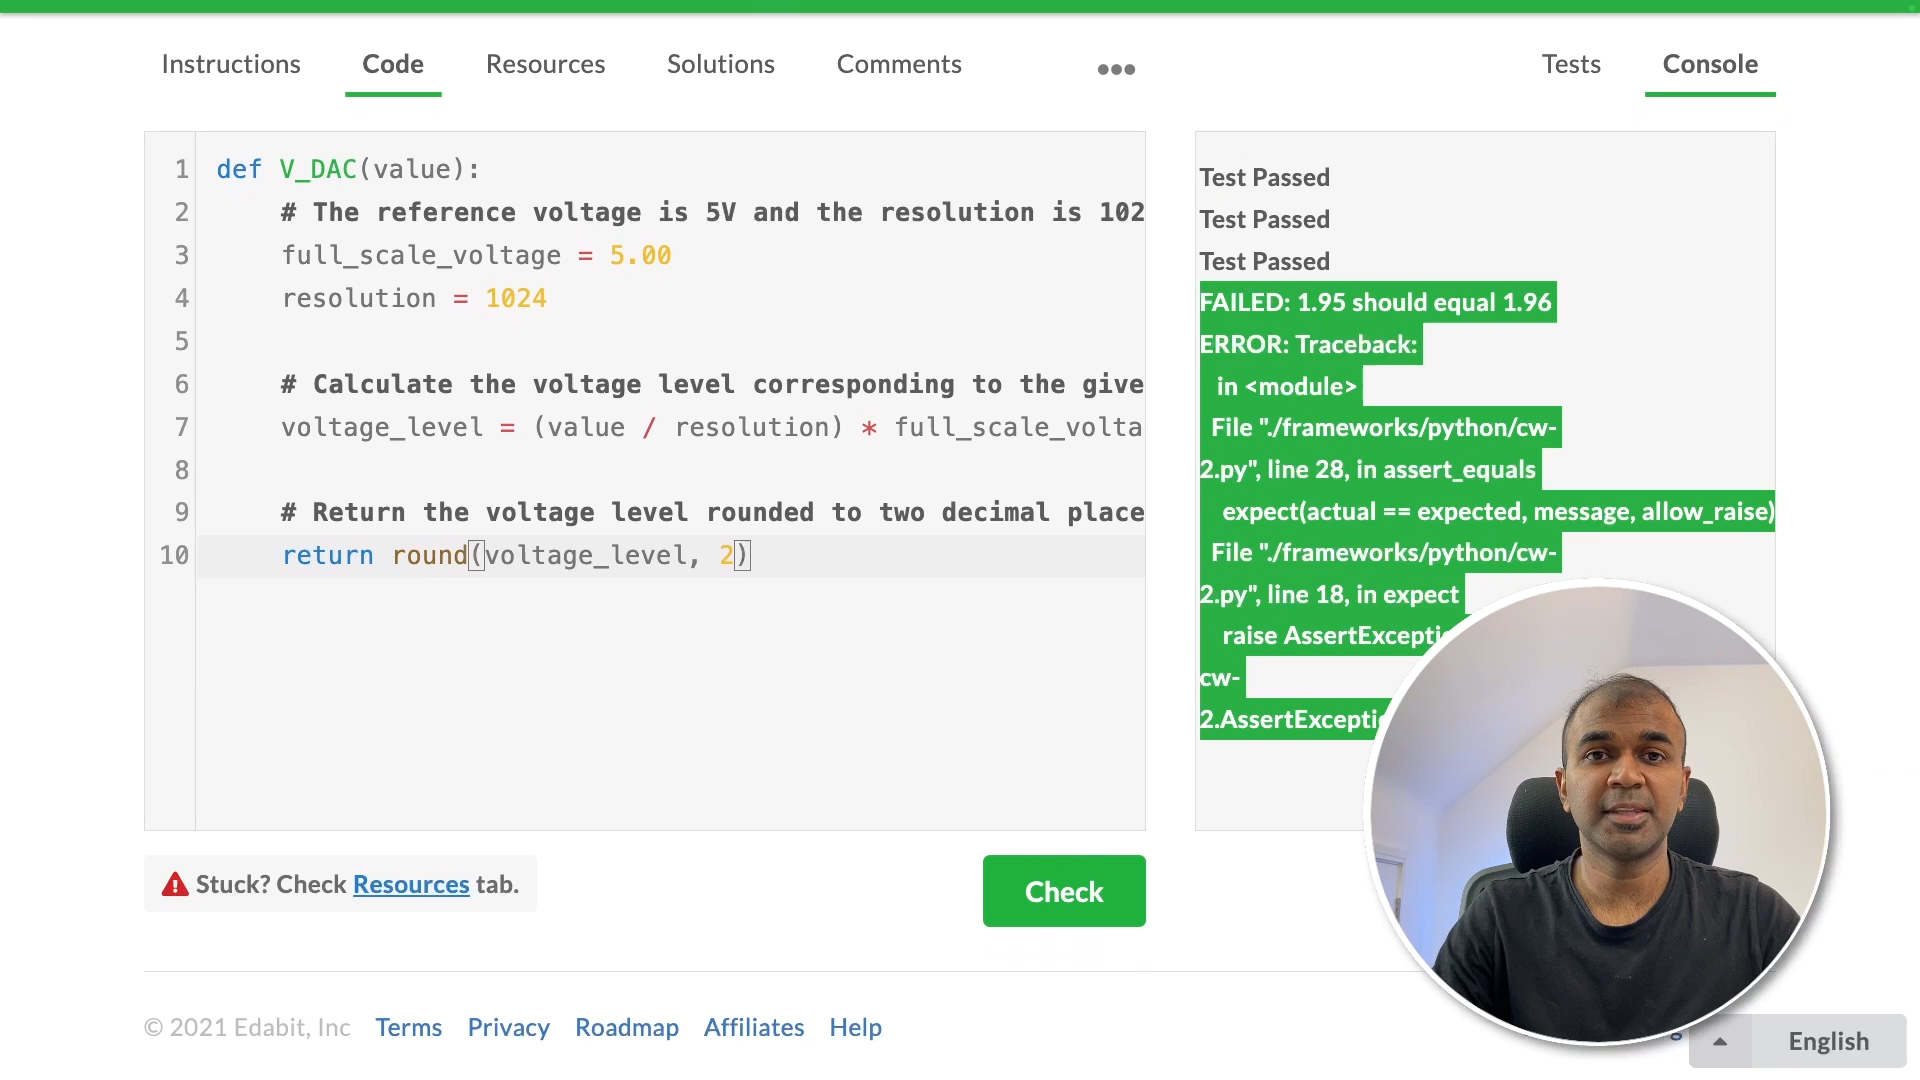 Instructions
Code
Resources
Solutions
Comments
Tests
Console
1 def V_DAC(value):
2 # The reference voltage is 5V and the resolution is 102
3 full_scale_voltage = 5.00
4 resolution = 1024
5
6 # Calculate the voltage level corresponding to the give
7 voltage_level = (value / resolution) * full_scale_volta
8
9 # Return the voltage level rounded to two decimal place
10 return round(voltage_level, 2)
Test Passed
Test Passed
Test Passed
FAILED: 1.95 should equal 1.96
ERROR: Traceback:
in <module>
File "./frameworks/python/cw-
2.py", line 28, in assert_equals
expect(actual == expected, message, allow_raise)
File "./frameworks/python/cw-
2.py", line 18, in expect
raise AssertExceptio
cw-
2.AssertExceptio
Stuck? Check Resources tab.
Check
© 2021 Edabit, Inc
Terms
Privacy
Roadmap
Affiliates
Help
English